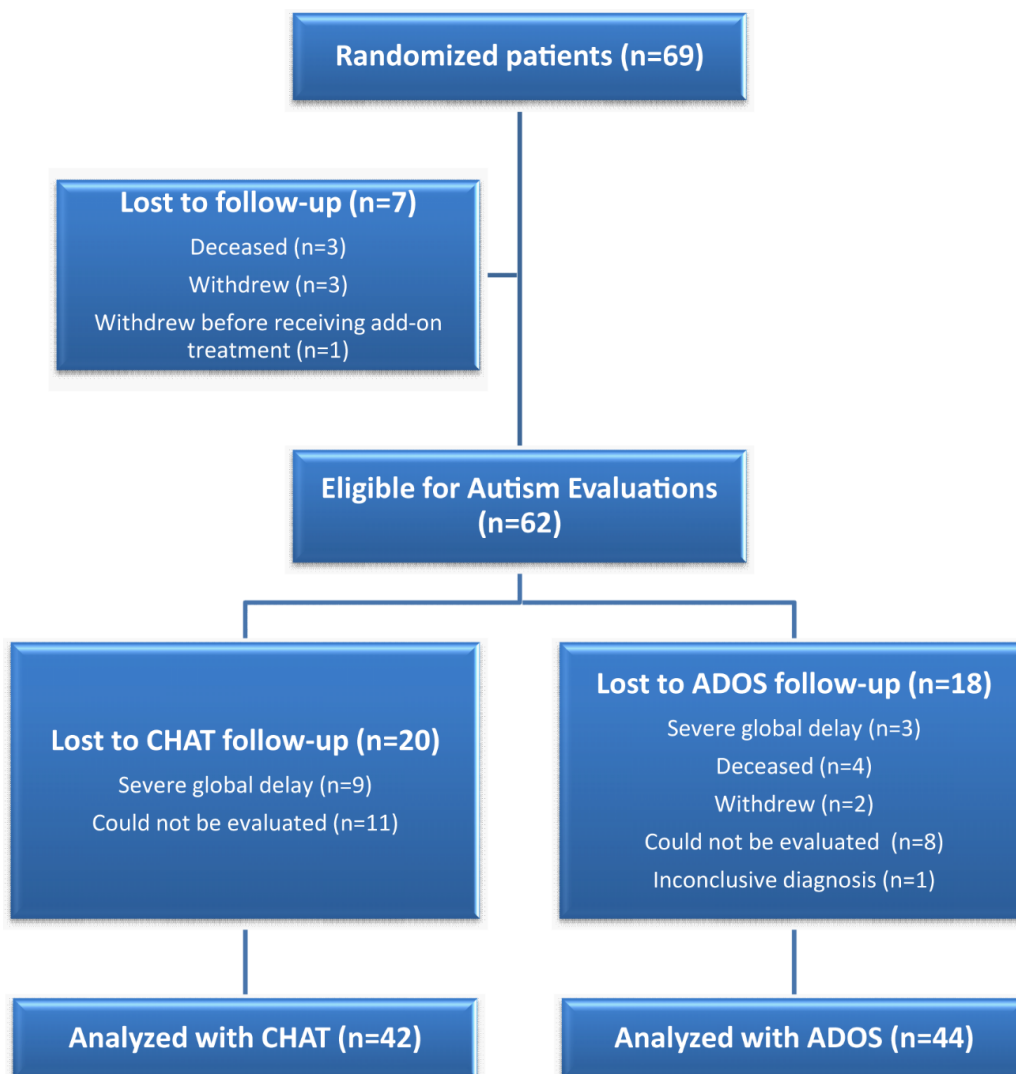 Randomized patients (n=69)
Lost to follow-up (n=7)
Deceased (n=3)
Withdrew (n=3)
Withdrew before receiving add-on
treatment (n=1)
Eligible for Autism Evaluations
(n=62)
Lost to CHAT follow-up (n=20)
Severe global delay (n=9)
Could not be evaluated (n=11)
Lost to ADOS follow-up (n=18)
Severe global delay (n=3)
Deceased (n=4)
Withdrew (n=2)
Could not be evaluated (n=8)
Inconclusive diagnosis (n=1)
Analyzed with CHAT (n=42)
Analyzed with ADOS (n=44)